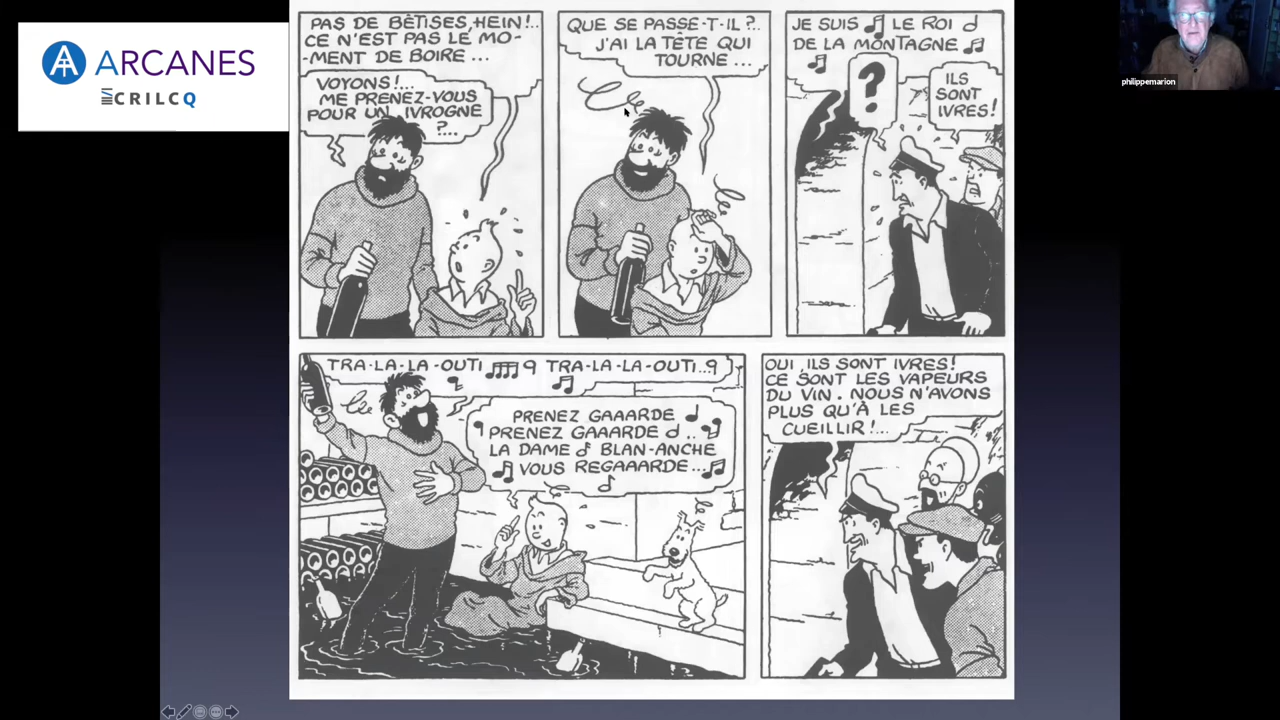 ARCANES
CRILCQ
philippemarion
PAS DE BÊTISES, HEIN!..
CE N'EST PAS LE MO-
-MENT DE BOIRE ...
VOYONS!...
ME PRENEZ-VOUS
POUR UN IVROGNE
?...
QUE SE PASSE-T-IL?..
J'AI LA TÊTE QUI
TOURNE ...
JE SUIS LE ROI
DE LA MONTAGNE
?
ILS
SONT
IVRES!
TRA-LA-LA-OUTI TRA-LA-LA-OUTI..
PRENEZ GAAARDE
PRENEZ GAAARDE ..
LA DAME BLAN-ANCHE
VOUS REGAAARDE...
OUI, ILS SONT IVRES!
CE SONT LES VAPEURS
DU VIN. NOUS N'AVONS
PLUS QU'À LES
CUEILLIR!...